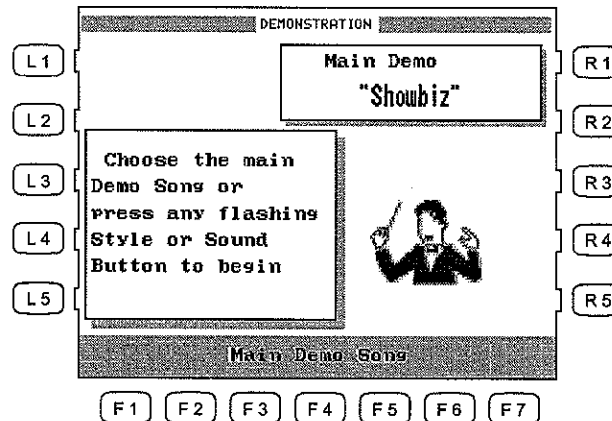 DEMONSTRATION
L1
Main Demo
R1
"Showbiz"
L2
R2
Choose the main
L3
Demo Song or
R3
press any flashing
L4
Style or Sound
R4
Button to begin
L5
R5
Main Demo Song
F1 F2 F3 F4 F5 F6 F7